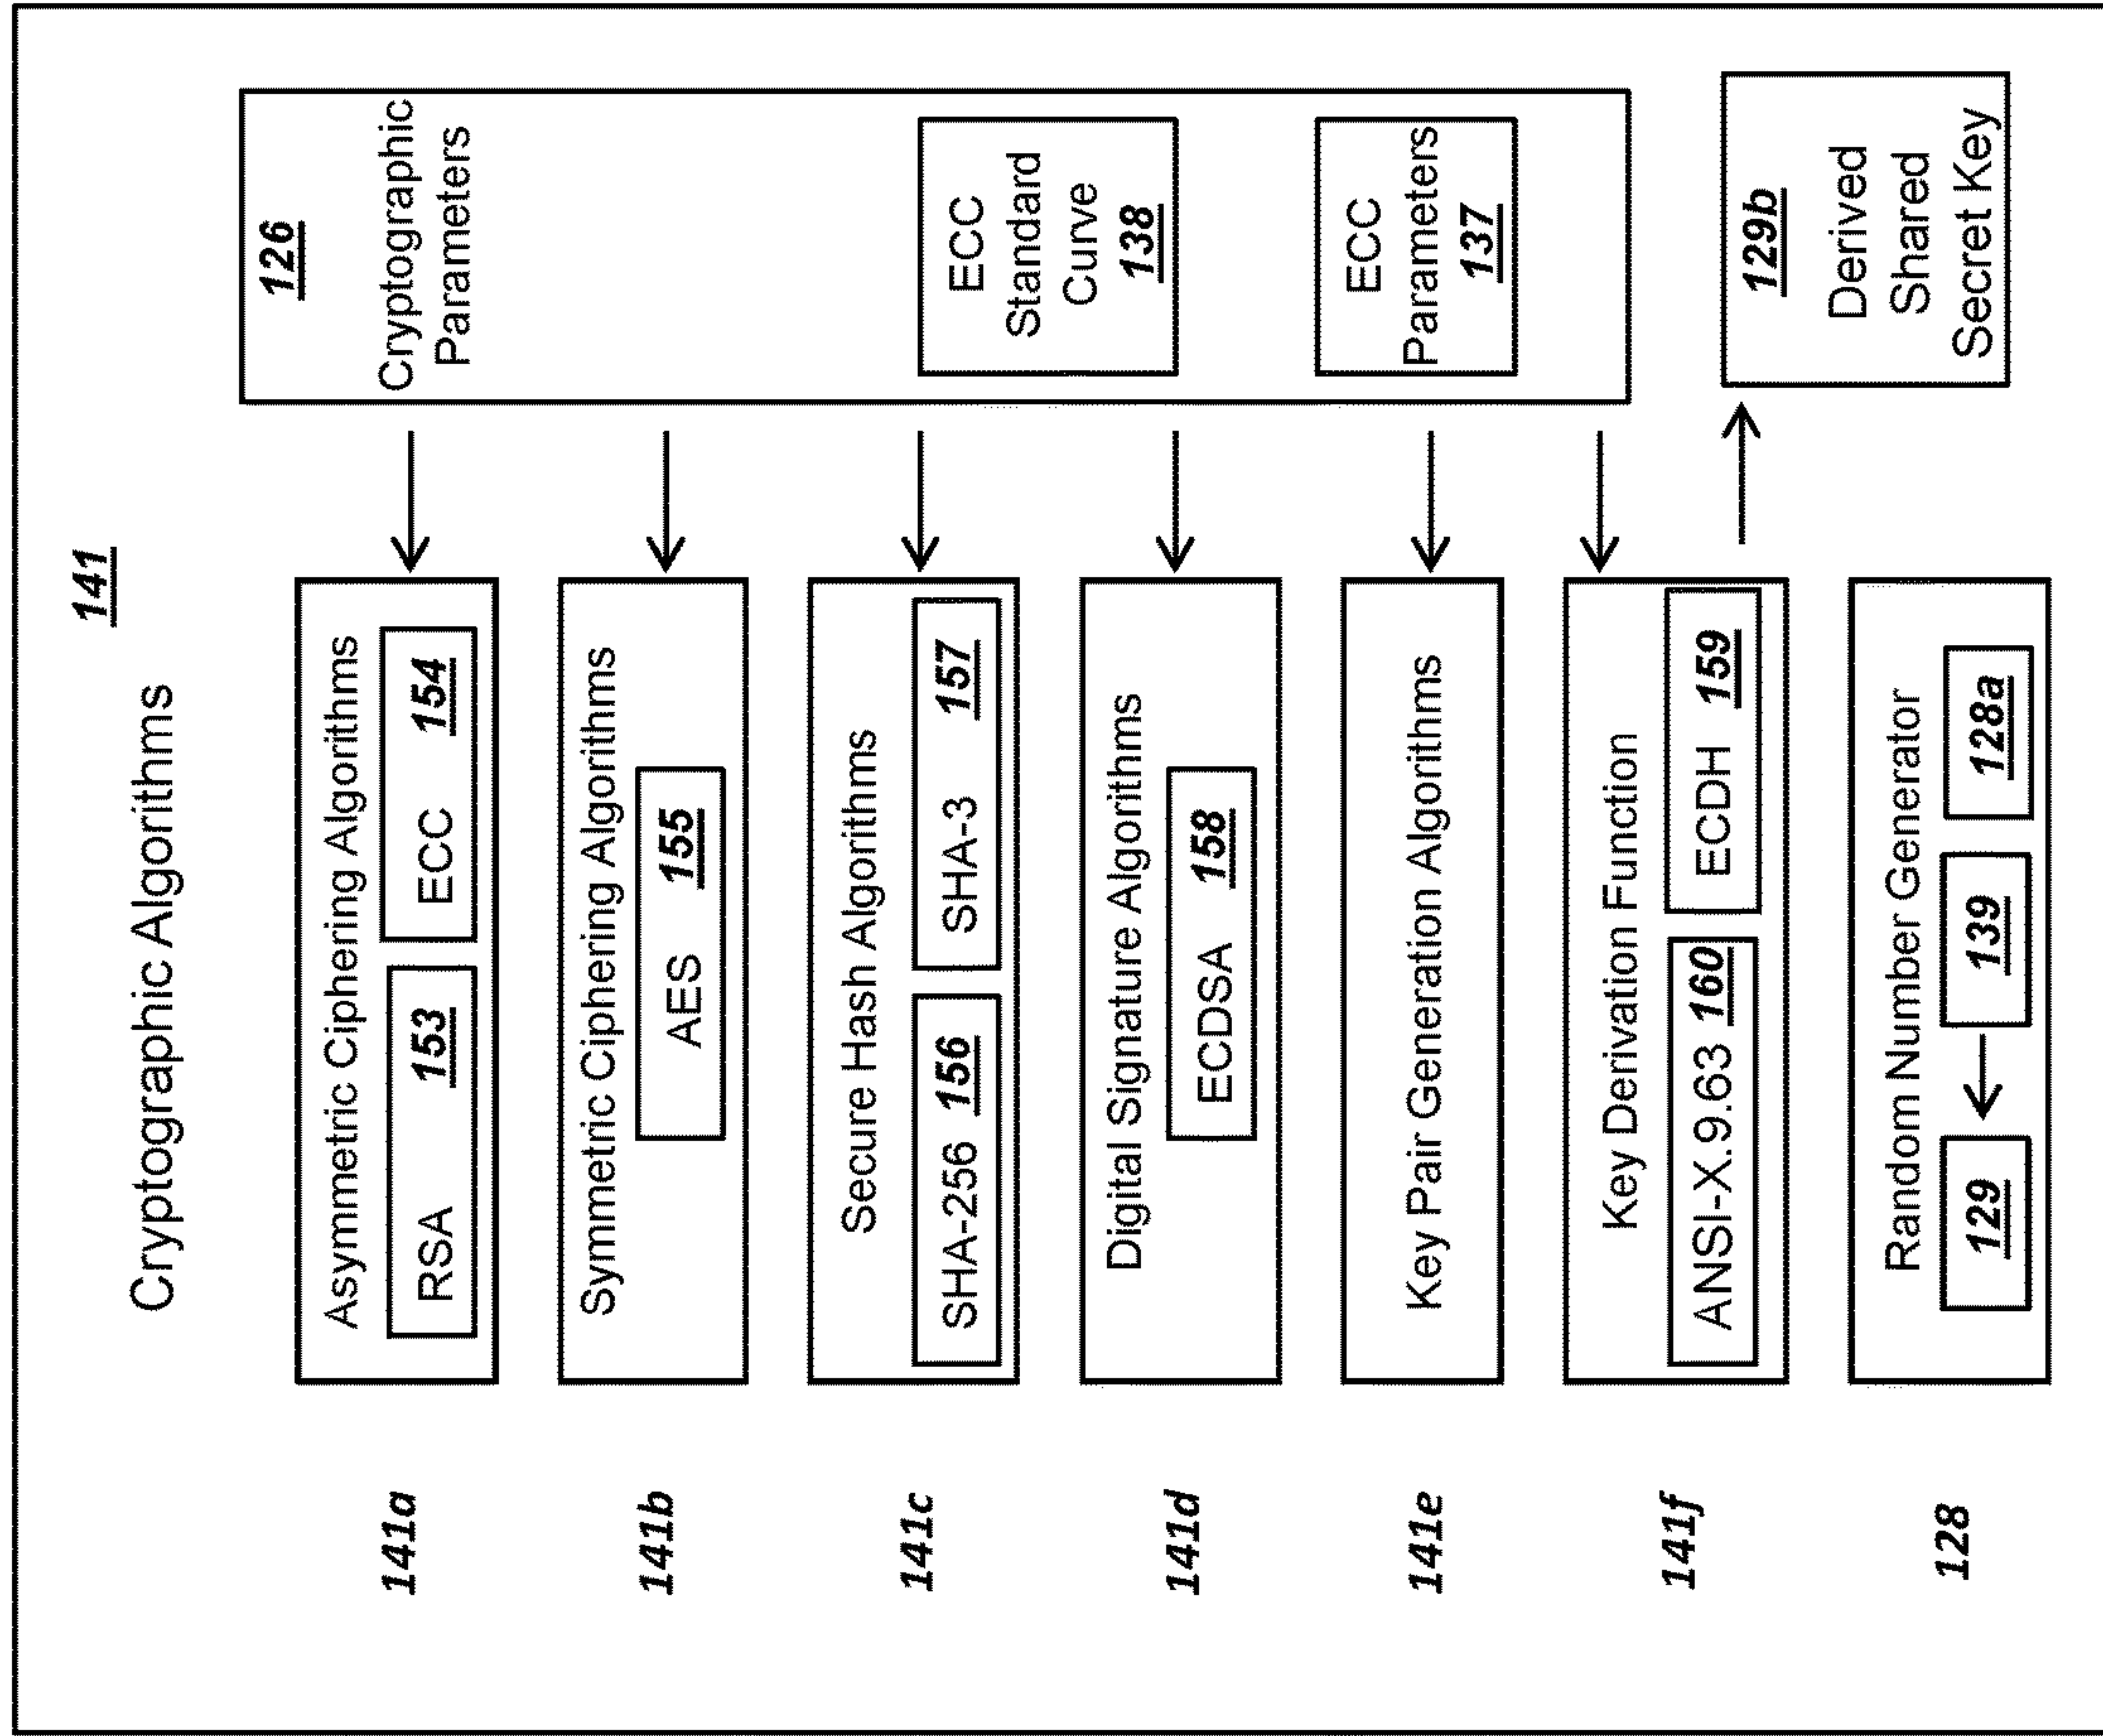 141
Cryptographic Algorithms
141a
Asymmetric Ciphering Algorithms
RSA 153
ECC 154
141b
Symmetric Ciphering Algorithms
AES 155
141c
Secure Hash Algorithms
SHA-256 156
SHA-3 157
141d
Digital Signature Algorithms
ECDSA 158
141e
Key Pair Generation Algorithms
141f
Key Derivation Function
ANSI-X.9.63 160
ECDH 159
128
Random Number Generator
129
139
128a
126
Cryptographic
Parameters
ECC
Standard
Curve
138
ECC
Parameters
137
129b
Derived
Shared
Secret Key